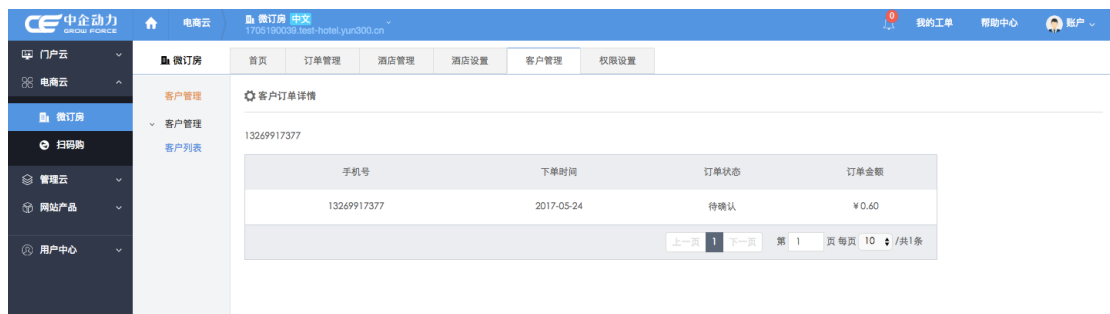 中企动力
GROW FORCE
电商云
微订房 中文
1705190039.test-hotel.yun300.cn
0
我的工单
帮助中心
账户
门户云
电商云
微订房
扫码购
管理云
网站产品
用户中心
微订房
首页
订单管理
酒店管理
酒店设置
客户管理
权限设置
客户管理
客户管理
客户列表
客户订单详情
13269917377
手机号 下单时间 订单状态 订单金额
13269917377 2017-05-24 待确认 ¥0.60
上一页 1 下一页 第 1 页 每页 10 /共1条